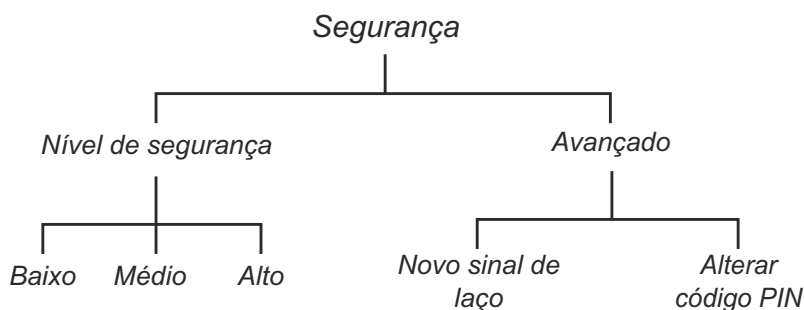 Segurança
Nível de segurança
Avançado
Baixo
Médio
Alto
Novo sinal de
laço
Alterar
código PIN